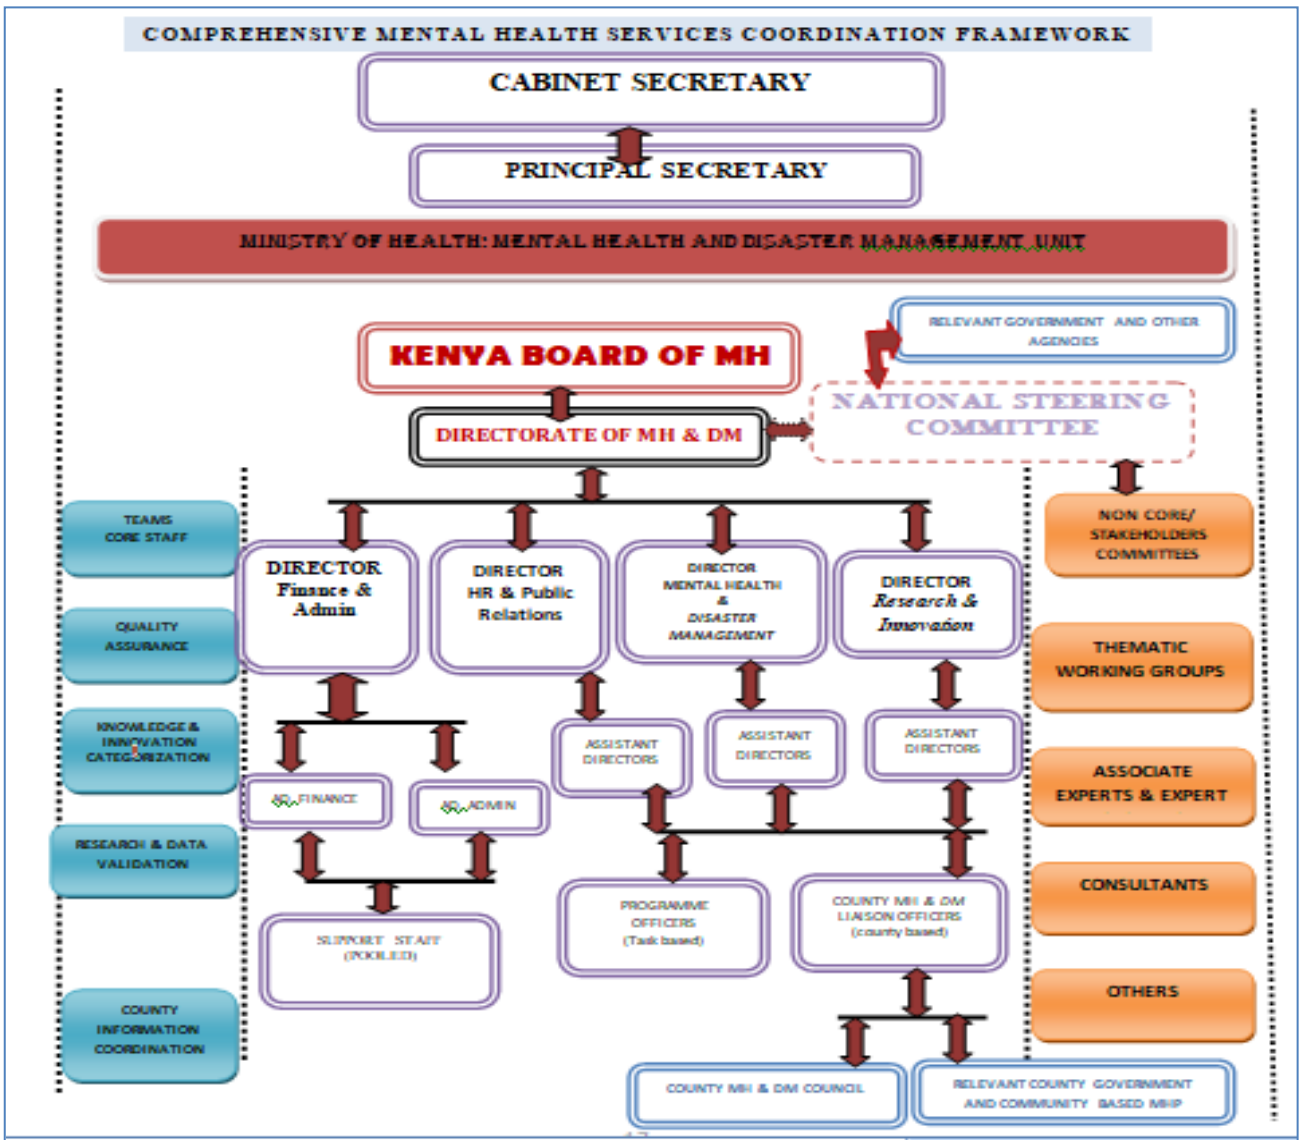 COMPREHENSIVE MENTAL HEALTH SERVICES COORDINATION FRAMEWORK
CABINET SECRETARY
PRINCIPAL SECRETARY
MINISTRY OF HEALTH: MENTAL HEALTH AND DISASTER MANAGEMENT UNIT
RELEVANT GOVERNMENT AND OTHER
AGENCIES
KENYA BOARD OF MH
NATIONAL STEERING
COMMITTEE
DIRECTORATE OF MH & DM
TEAMS
CORE STAFF
QUALITY
ASSURANCE
KNOWLEDGE &
INNOVATION
CATEGORIZATION
RESEARCH & DATA
VALIDATION
COUNTY
INFORMATION
COORDINATION
DIRECTOR
Finance &
Admin
DIRECTOR
HR & Public
Relations
DIRECTOR
MENTAL HEALTH
&
DISASTER
MANAGEMENT
DIRECTOR
Research &
Innovation
ASSISTANT
DIRECTORS
ASSISTANT
DIRECTORS
ASSISTANT
DIRECTORS
AD, FINANCE
AD, ADMIN
SUPPORT STAFF
(POOLED)
PROGRAMME
OFFICERS
(Task based)
COUNTY MH & DM
LIAISON OFFICERS
(county based)
COUNTY MH & DM COUNCIL
RELEVANT COUNTY GOVERNMENT
AND COMMUNITY BASED MHP
NON CORE/
STAKEHOLDERS
COMMITTEES
THEMATIC
WORKING GROUPS
ASSOCIATE
EXPERTS & EXPERT
CONSULTANTS
OTHERS